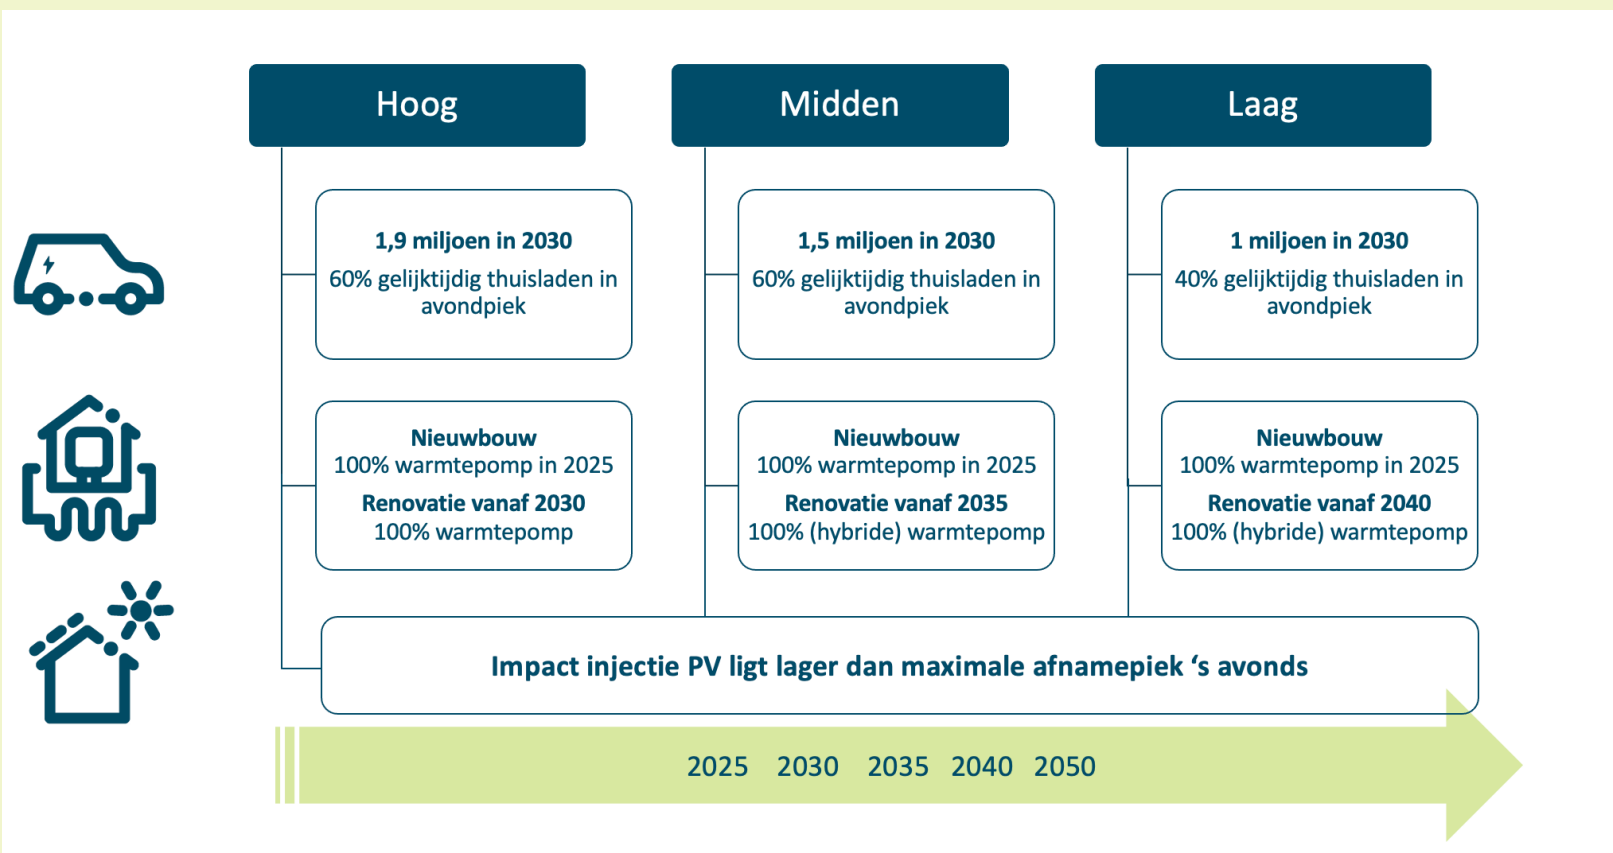 Hoog
Midden
Laag
1,9 miljoen in 2030
60% gelijktijdig thuisladen in
avondpiek
1,5 miljoen in 2030
60% gelijktijdig thuisladen in
avondpiek
1 miljoen in 2030
40% gelijktijdig thuisladen in
avondpiek
Nieuwbouw
100% warmtepomp in 2025
Renovatie vanaf 2030
100% warmtepomp
Nieuwbouw
100% warmtepomp in 2025
Renovatie vanaf 2035
100% (hybride) warmtepomp
Nieuwbouw
100% warmtepomp in 2025
Renovatie vanaf 2040
100% (hybride) warmtepomp
Impact injectie PV ligt lager dan maximale afnamepiek ‘s avonds
2025 2030 2035 2040 2050